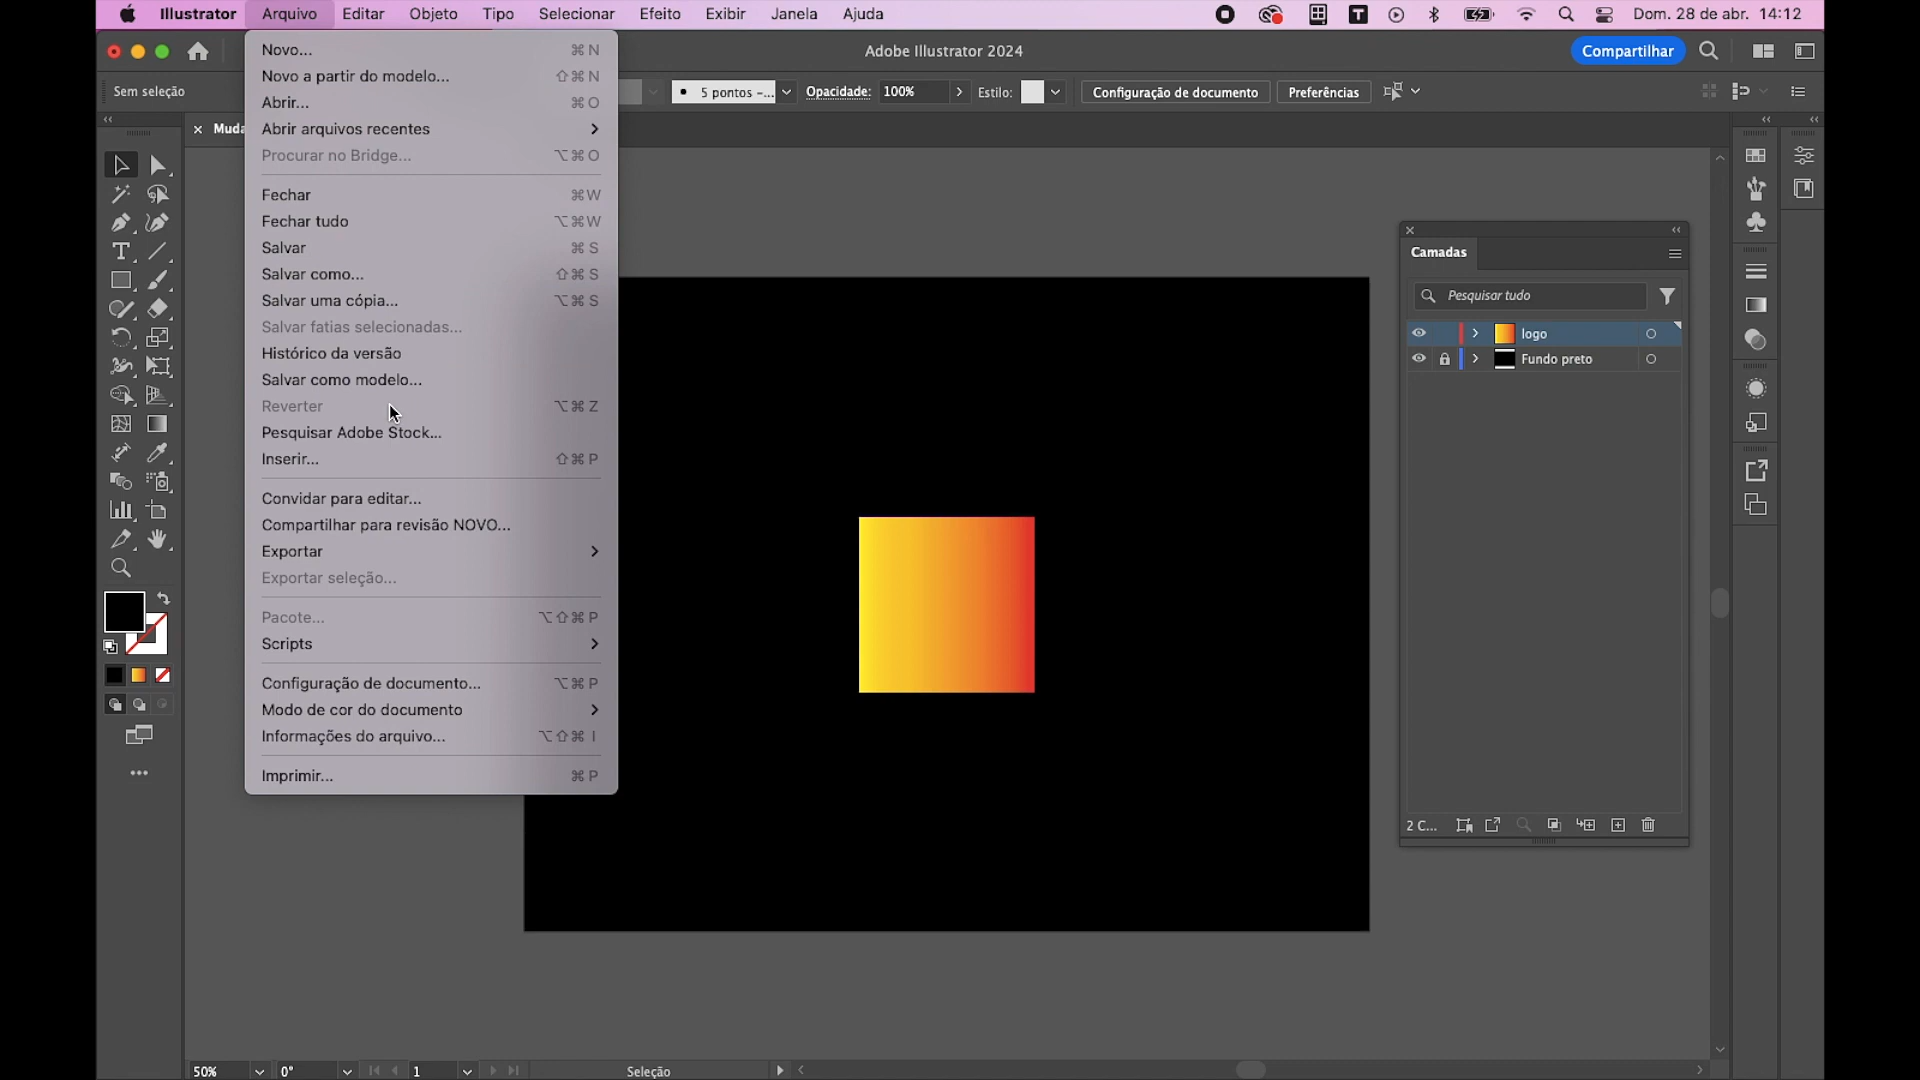 Illustrator Arquivo Editar Objeto Tipo Selecionar Efeito Exibir Janela Ajuda Dom. 28 de abr. 14:12
Adobe Illustrator 2024
Compartilhar
Sem seleção
5 pontos -... Opacidade: 100% Estilo: Configuração de documento Preferências
Muda
Novo... ⌘ N
Novo a partir do modelo... ⇧⌘ N
Abrir... ⌘ O
Abrir arquivos recentes
Procurar no Bridge... ⌥⌘ O
Fechar ⌘ W
Fechar tudo ⌥⌘ W
Salvar ⌘ S
Salvar como... ⇧⌘ S
Salvar uma cópia... ⌥⌘ S
Salvar fatias selecionadas...
Histórico da versão
Salvar como modelo...
Reverter ⌥⌘ Z
Pesquisar Adobe Stock...
Inserir... ⇧⌘ P
Convidar para editar...
Compartilhar para revisão NOVO...
Exportar
Exportar seleção...
Pacote... ⌥⇧⌘ P
Scripts
Configuração de documento... ⌥⌘ P
Modo de cor do documento
Informações do arquivo... ⌥⇧⌘ I
Imprimir... ⌘ P
Camadas
Pesquisar tudo
logo
Fundo preto
2 C...
50% 0° 1 Seleção